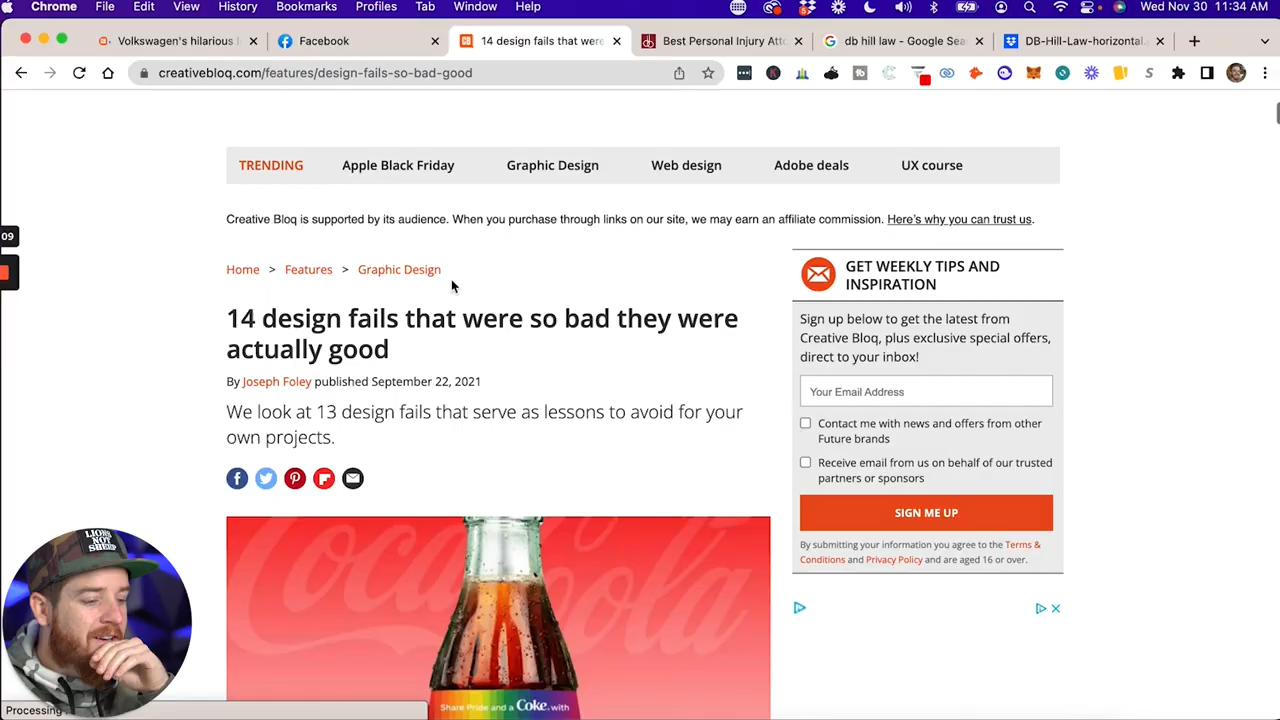 Chrome File Edit View History Bookmarks Profiles Tab Window Help Wed Nov 30 11:34 AM
Volkswagen's hilarious Facebook 14 design fails that were Best Personal Injury Atto db hill law - Google Sea DB-Hill-Law-horizontal.
creativebloq.com/features/design-fails-so-bad-good
TRENDING Apple Black Friday Graphic Design Web design Adobe deals UX course
Creative Bloq is supported by its audience. When you purchase through links on our site, we may earn an affiliate commission. Here's why you can trust us.
09
Home > Features > Graphic Design
14 design fails that were so bad they were
actually good
By Joseph Foley published September 22, 2021
We look at 13 design fails that serve as lessons to avoid for your
own projects.
GET WEEKLY TIPS AND
INSPIRATION
Sign up below to get the latest from
Creative Bloq, plus exclusive special offers,
direct to your inbox!
Your Email Address
Contact me with news and offers from other
Future brands
Receive email from us on behalf of our trusted
partners or sponsors
SIGN ME UP
By submitting your information you agree to the Terms &
Conditions and Privacy Policy and are aged 16 or over.
Coca Cola
Share Pride and a Coke with
LIONS
NOT
SHEEP
Processing